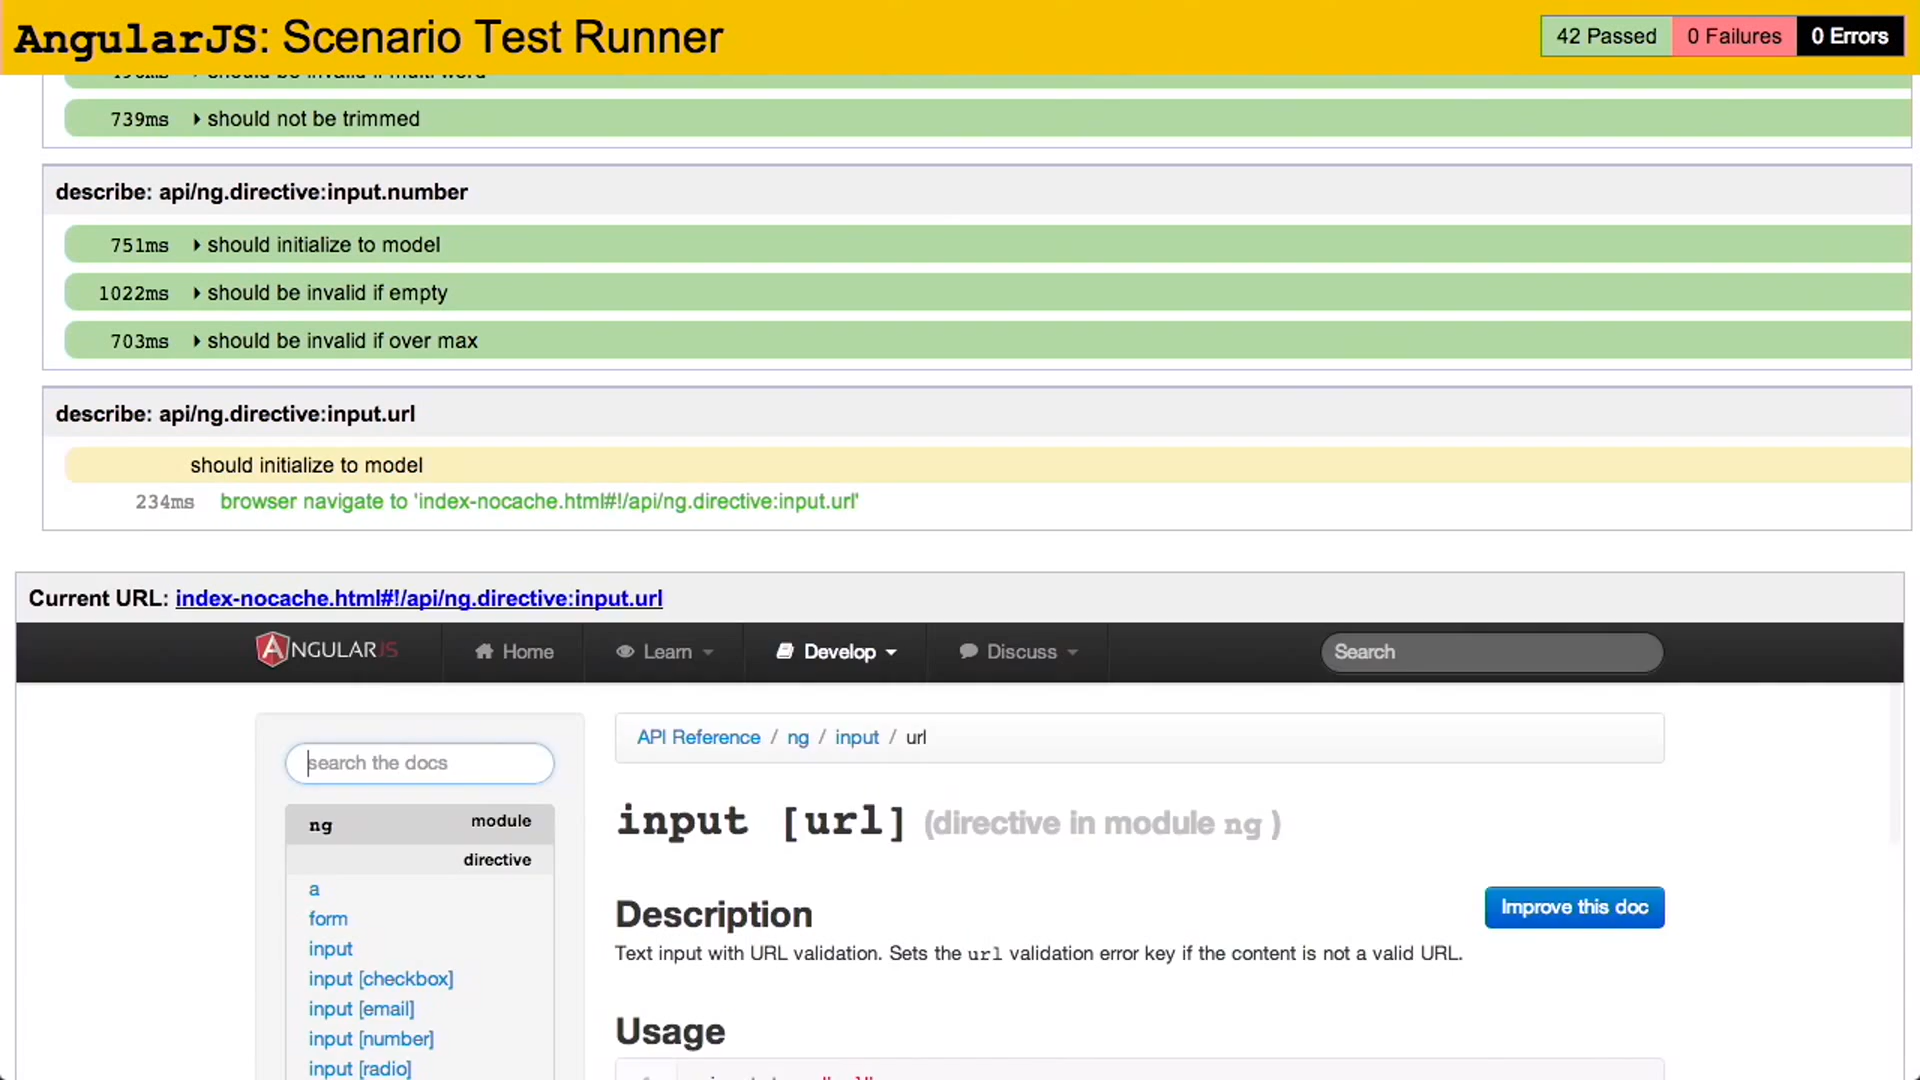 AngularJS: Scenario Test Runner
42 Passed 0 Failures 0 Errors
should be invalid if multi word
739ms should not be trimmed
describe: api/ng.directive:input.number
751ms should initialize to model
1022ms should be invalid if empty
703ms should be invalid if over max
describe: api/ng.directive:input.url
should initialize to model
234ms browser navigate to 'index-nocache.html#!/api/ng.directive:input.url'
Current URL: index-nocache.html#!/api/ng.directive:input.url
ANGULARJS Home Learn Develop Discuss Search
search the docs
API Reference / ng / input / url
ng module
directive
a
form
input
input [checkbox]
input [email]
input [number]
input [radio]
input [url] (directive in module ng )
Description
Improve this doc
Text input with URL validation. Sets the url validation error key if the content is not a valid URL.
Usage